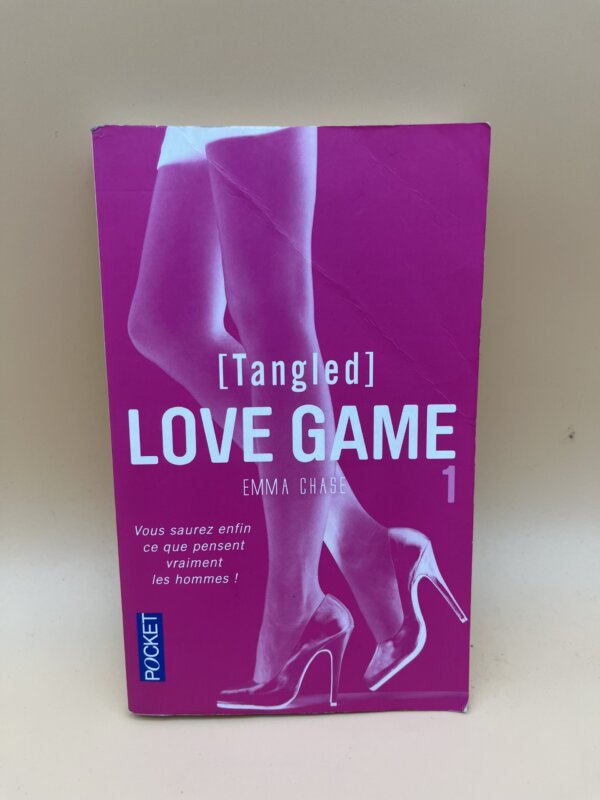 [Tangled]
LOVE GAME
EMMA CHASE
1
Vous saurez enfin
ce que pensent
vraiment
les hommes !
POCKET